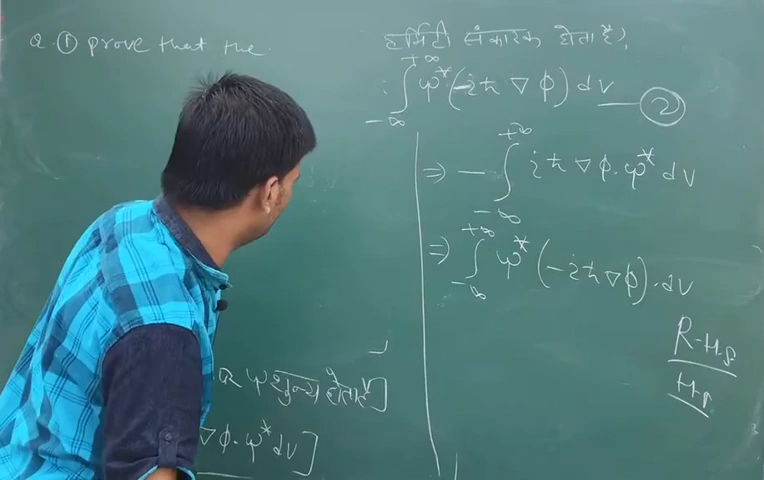 Q. ① prove that the
हर्मिटी संकारक होता है,
+∞
: ∫ ψ* (-iħ ∇ φ) dv — ②
-∞
+∞
⇒ - ∫ iħ ∇ φ . ψ* dv
-∞
+∞
⇒ ∫ ψ* (-iħ ∇ φ) . dv
-∞
R.H.S
ψ शून्य होता है]
∇ φ . ψ* dv]